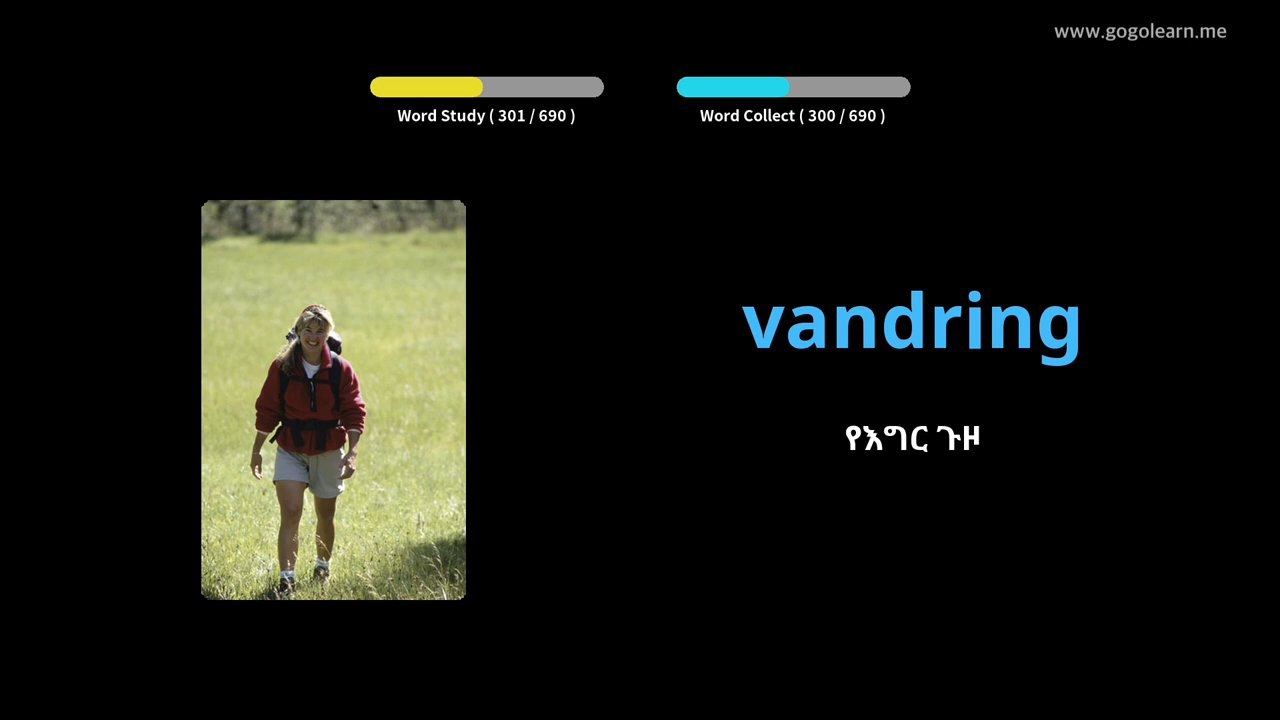 www.gogolearn.me
Word Study ( 301 / 690 )
Word Collect ( 300 / 690 )
vandring
የእግር ጉዞ